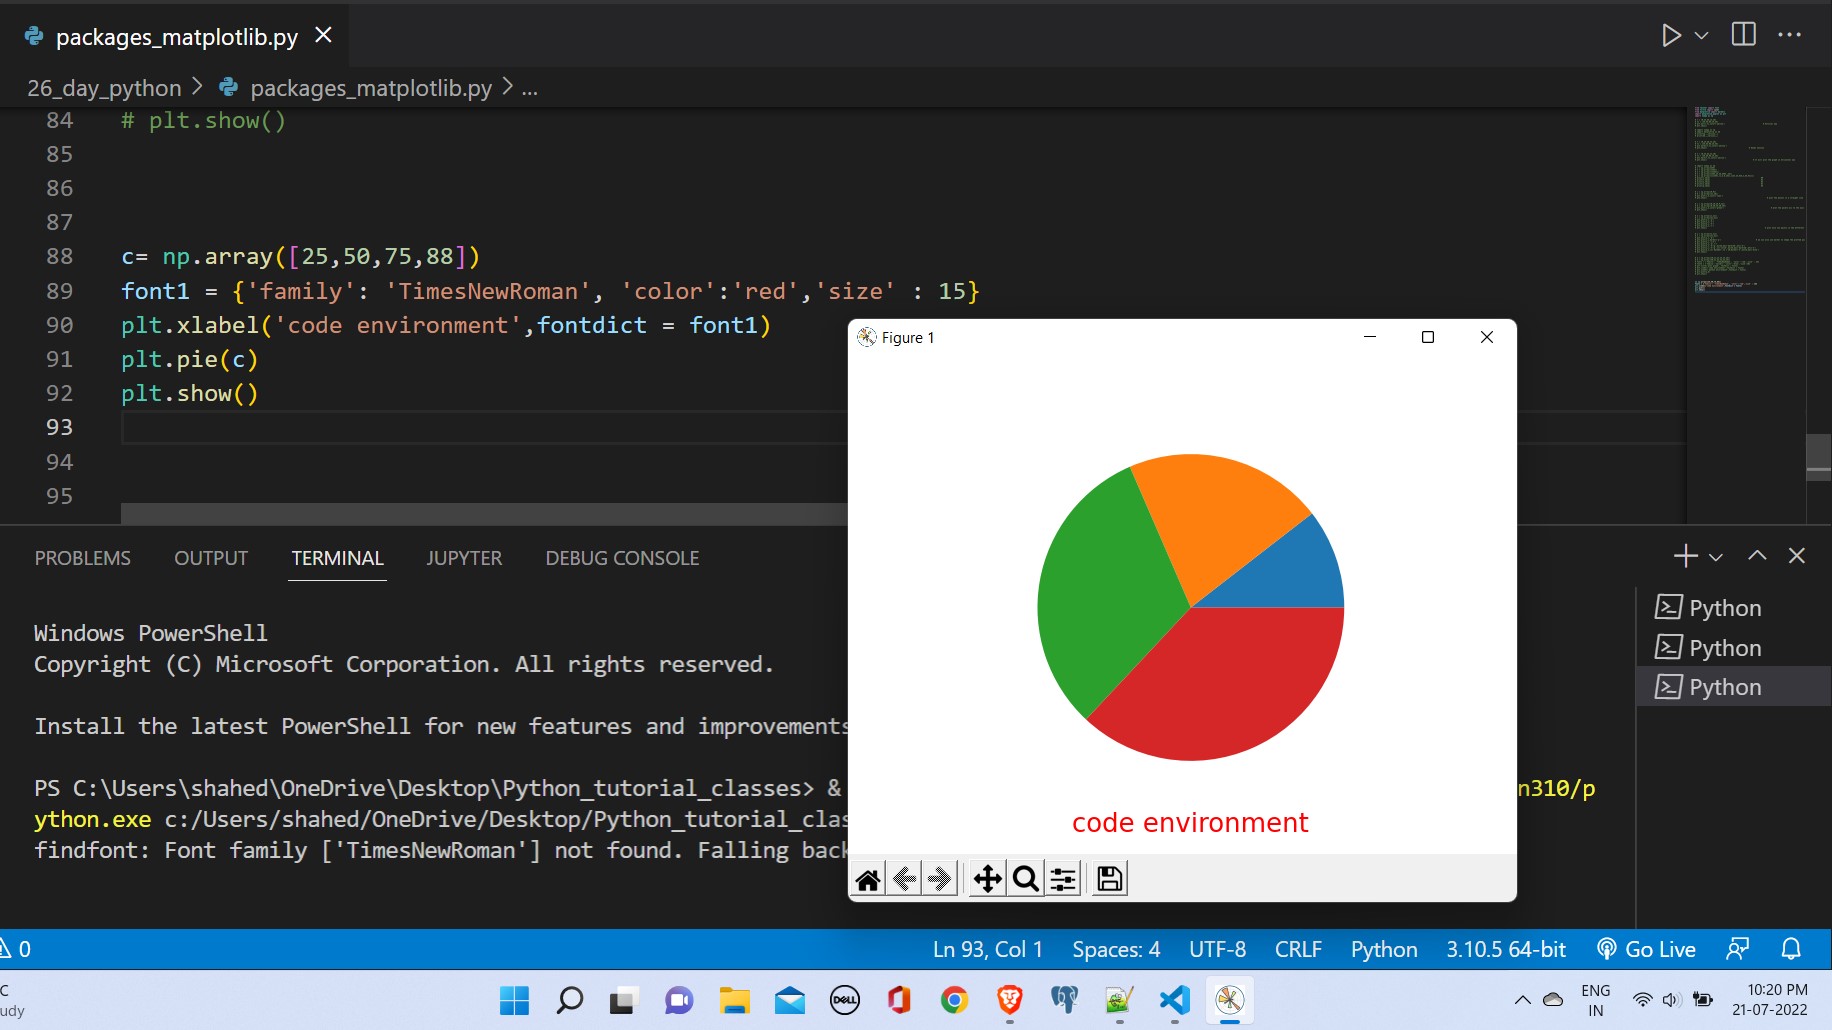 packages_matplotlib.py
26_day_python > packages_matplotlib.py > ...
84 # plt.show()
85
86
87
88 c= np.array([25,50,75,88])
89 font1 = {'family': 'TimesNewRoman', 'color':'red','size' : 15}
90 plt.xlabel('code environment',fontdict = font1)
91 plt.pie(c)
92 plt.show()
93
94
95
Figure 1
code environment
PROBLEMS OUTPUT TERMINAL JUPYTER DEBUG CONSOLE
Windows PowerShell
Copyright (C) Microsoft Corporation. All rights reserved.
Install the latest PowerShell for new features and improvements
PS C:\Users\shahed\OneDrive\Desktop\Python_tutorial_classes> & n310/p
ython.exe c:/Users/shahed/OneDrive/Desktop/Python_tutorial_clas
findfont: Font family ['TimesNewRoman'] not found. Falling back
Python
Python
Python
0 Ln 93, Col 1 Spaces: 4 UTF-8 CRLF Python 3.10.5 64-bit Go Live
C
udy
DELL
ENG
IN
10:20 PM
21-07-2022